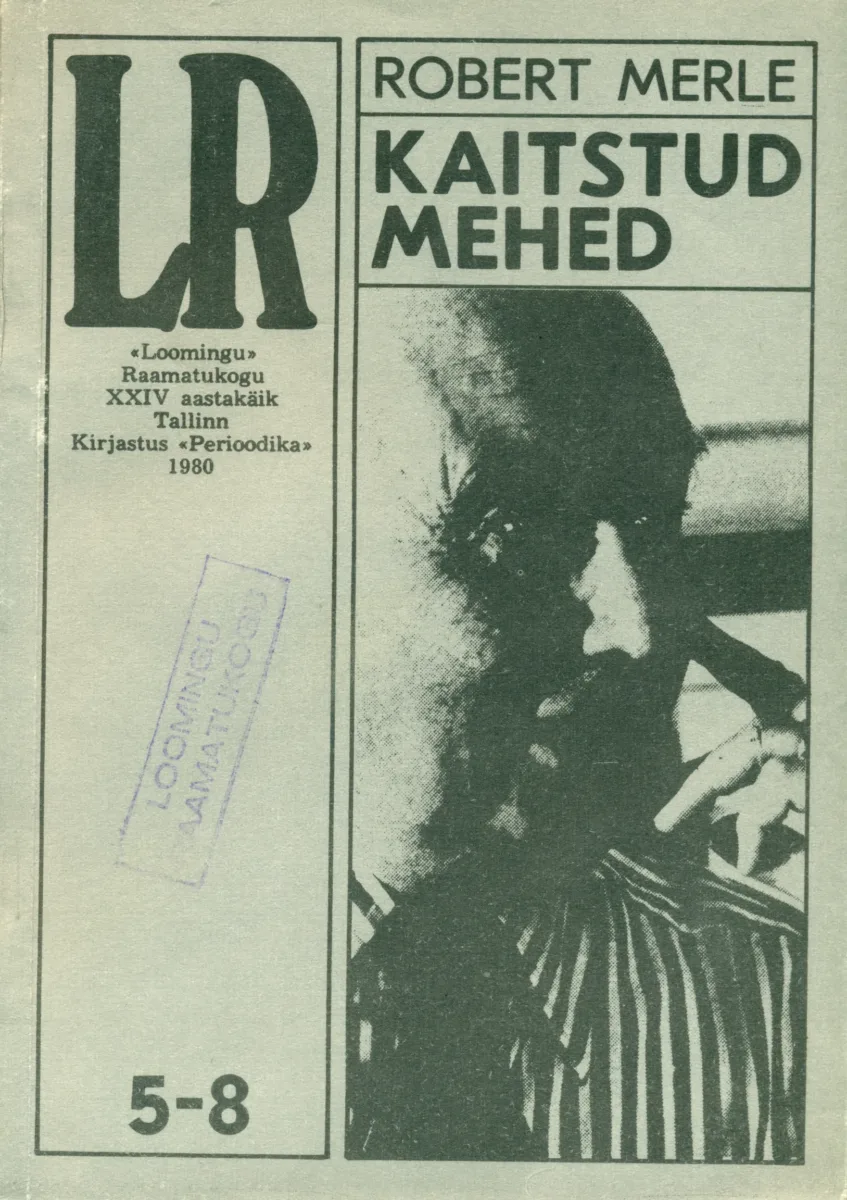 LR
«Loomingu»
Raamatukogu
XXIV aastakäik
Tallinn
Kirjastus «Perioodika»
1980
LOOMINGU
RAAMATUKOGU
5-8
ROBERT MERLE
KAITSTUD
MEHED